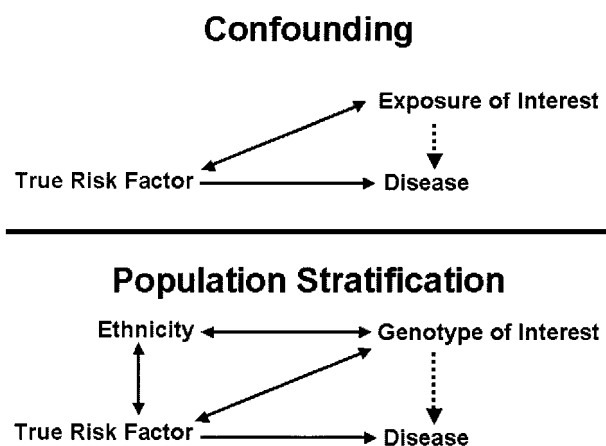 Confounding
Exposure of Interest
True Risk Factor
Disease
Population Stratification
Ethnicity
Genotype of Interest
True Risk Factor
Disease